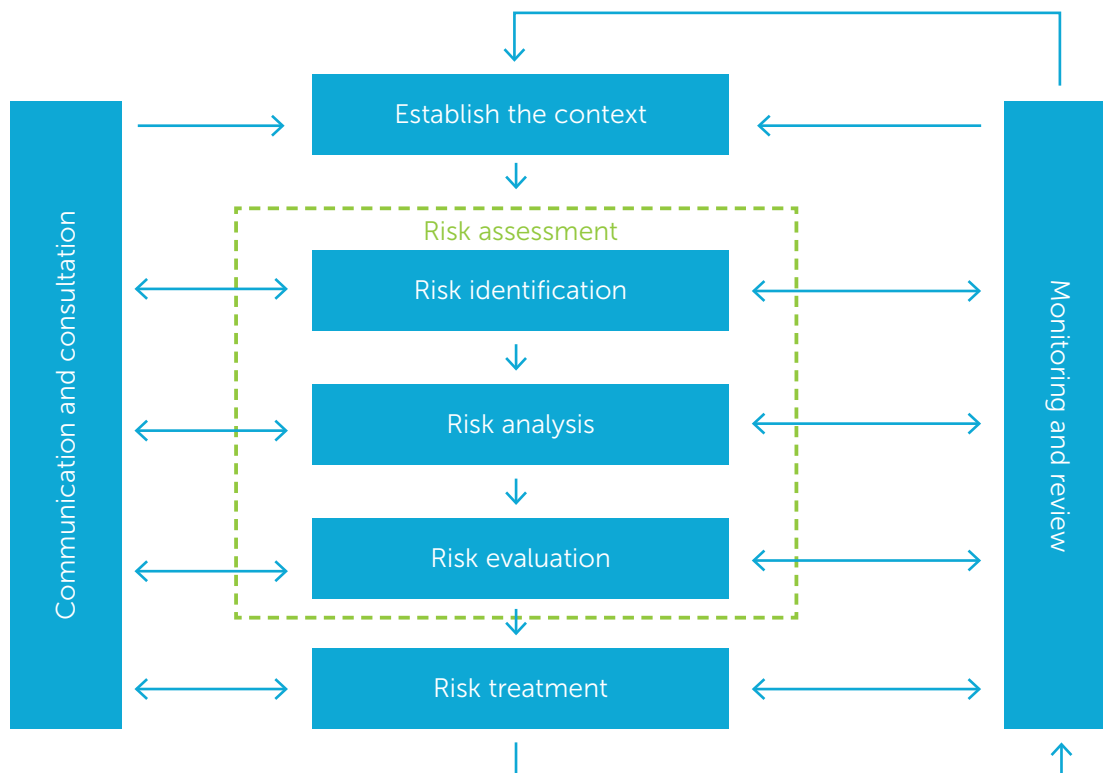 Establish the context
Communication and consultation
Risk assessment
Risk identification
Risk analysis
Risk evaluation
Risk treatment
Monitoring and review